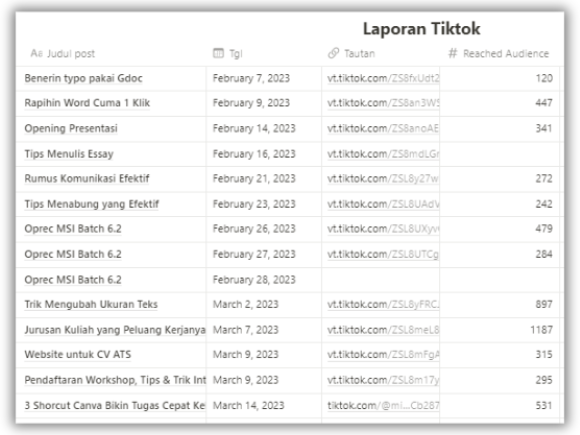 Laporan Tiktok
Aa Judul post Tgl Tautan # Reached Audience
Benerin typo pakai Gdoc February 7, 2023 vt.tiktok.com/ZS8fxUdt2 120
Rapihin Word Cuma 1 Klik February 9, 2023 vt.tiktok.com/ZS8an3WS 447
Opening Presentasi February 14, 2023 vt.tiktok.com/ZS8anoAE 341
Tips Menulis Essay February 16, 2023 vt.tiktok.com/ZS8mdLGr
Rumus Komunikasi Efektif February 21, 2023 vt.tiktok.com/ZSL8y27w 272
Tips Menabung yang Efektif February 23, 2023 vt.tiktok.com/ZSL8UAdV 242
Oprec MSI Batch 6.2 February 26, 2023 vt.tiktok.com/ZSL8UXyv 479
Oprec MSI Batch 6.2 February 27, 2023 vt.tiktok.com/ZSL8UTCg 284
Oprec MSI Batch 6.2 February 28, 2023
Trik Mengubah Ukuran Teks March 2, 2023 vt.tiktok.com/ZSL8yFRC 897
Jurusan Kuliah yang Peluang Kerjanya March 7, 2023 vt.tiktok.com/ZSL8meL8 1187
Website untuk CV ATS March 9, 2023 vt.tiktok.com/ZSL8mFgA 315
Pendaftaran Workshop, Tips & Trik Int March 9, 2023 vt.tiktok.com/ZSL8m17y 295
3 Shorcut Canva Bikin Tugas Cepat Ke March 14, 2023 tiktok.com/@mi...Cb287 531